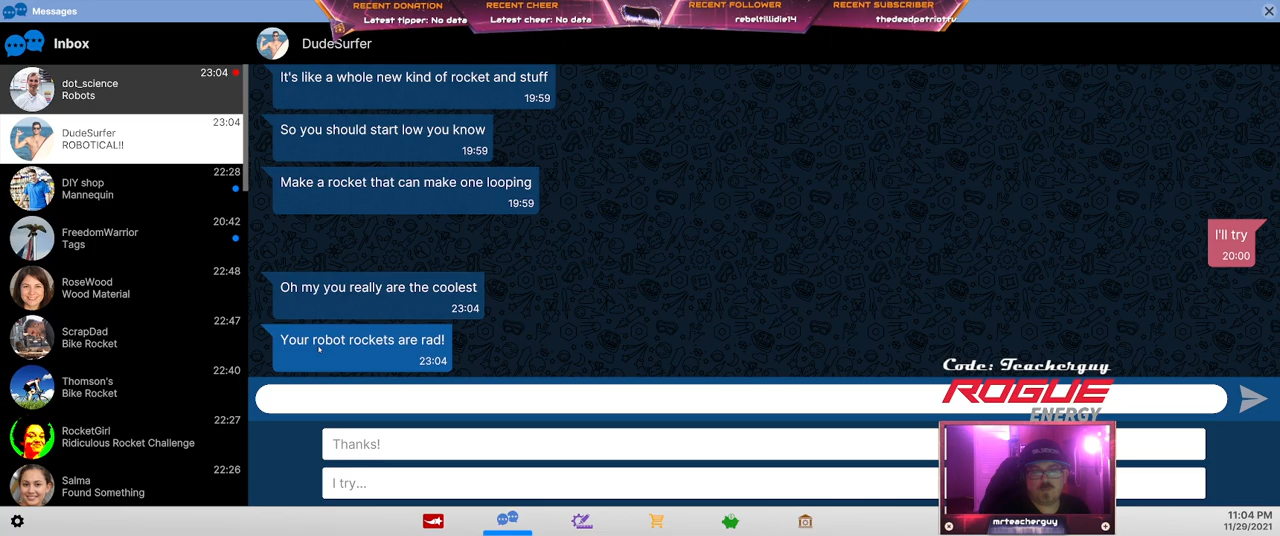 Messages
RECENT DONATION
Latest tipper: No data
RECENT CHEER
Latest cheer: No data
RECENT FOLLOWER
rebeltillidie14
RECENT SUBSCRIBER
thedeadpatriottv
Inbox
DudeSurfer
dot_science
Robots
23:04
DudeSurfer
ROBOTICAL!!
23:04
DIY shop
Mannequin
22:28
FreedomWarrior
Tags
20:42
RoseWood
Wood Material
22:48
ScrapDad
Bike Rocket
22:47
Thomson's
Bike Rocket
22:40
RocketGirl
Ridiculous Rocket Challenge
22:27
Salma
Found Something
22:26
It's like a whole new kind of rocket and stuff
19:59
So you should start low you know
19:59
Make a rocket that can make one looping
19:59
I'll try
20:00
Oh my you really are the coolest
23:04
Your robot rockets are rad!
23:04
Thanks!
I try...
Code: Teacherguy
ROGUE
ENERGY
mrteacherguy
11:04 PM
11/29/2021